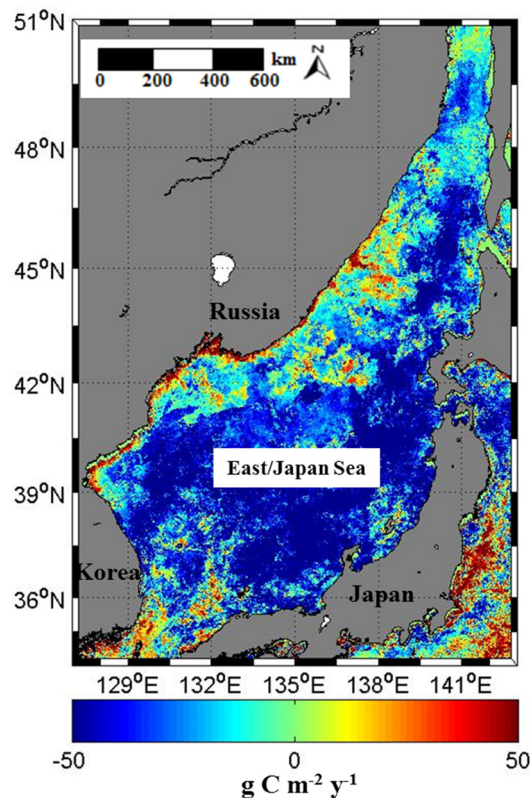 51°N
km
N
0 200 400 600
48°N
45°N
Russia
42°N
East/Japan Sea
39°N
Korea
Japan
36°N
129°E 132°E 135°E 138°E 141°E
-50 0 50
g C m⁻² y⁻¹